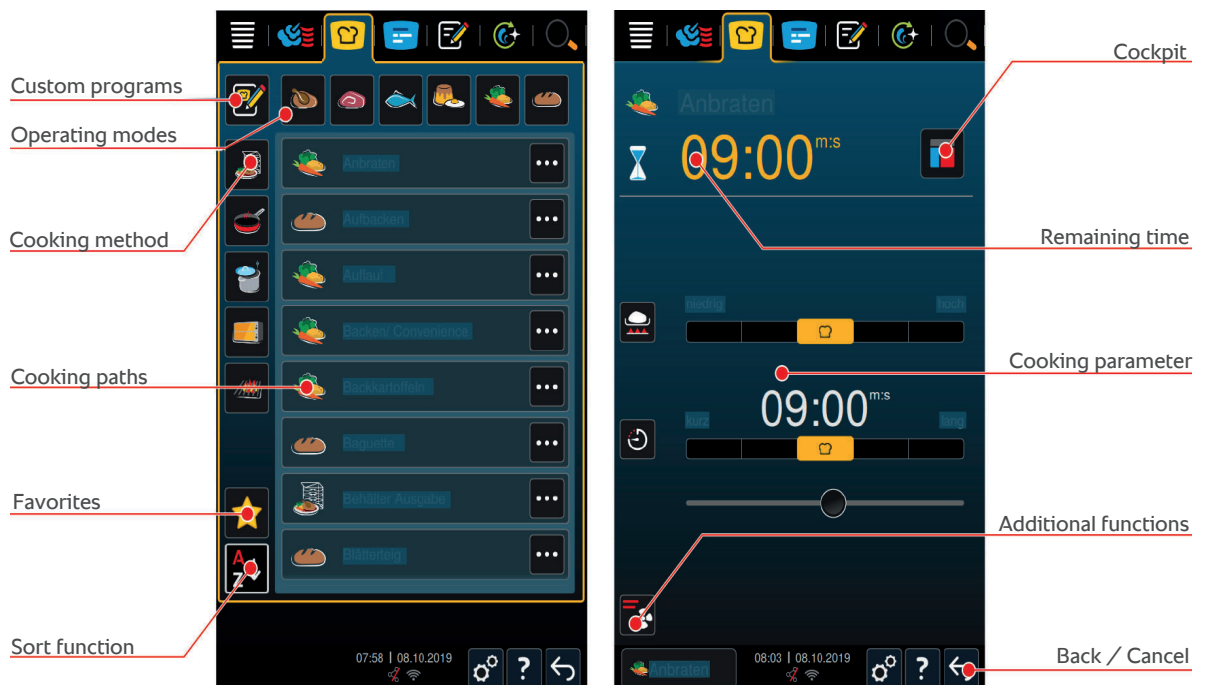 Custom programs
Operating modes
Cooking method
Cooking paths
Favorites
Sort function
Anbraten
Aufbacken
Auflauf
Backen/ Convenience
Backkartoffeln
Baguette
Behälter Ausgabe
Blätterteig
A
Z
07:58 | 08.10.2019
?
Cockpit
Remaining time
Cooking parameter
Additional functions
Back / Cancel
Anbraten
09:00 m:s
niedrig hoch
09:00 m:s
kurz lang
Anbraten
08:03 | 08.10.2019
?